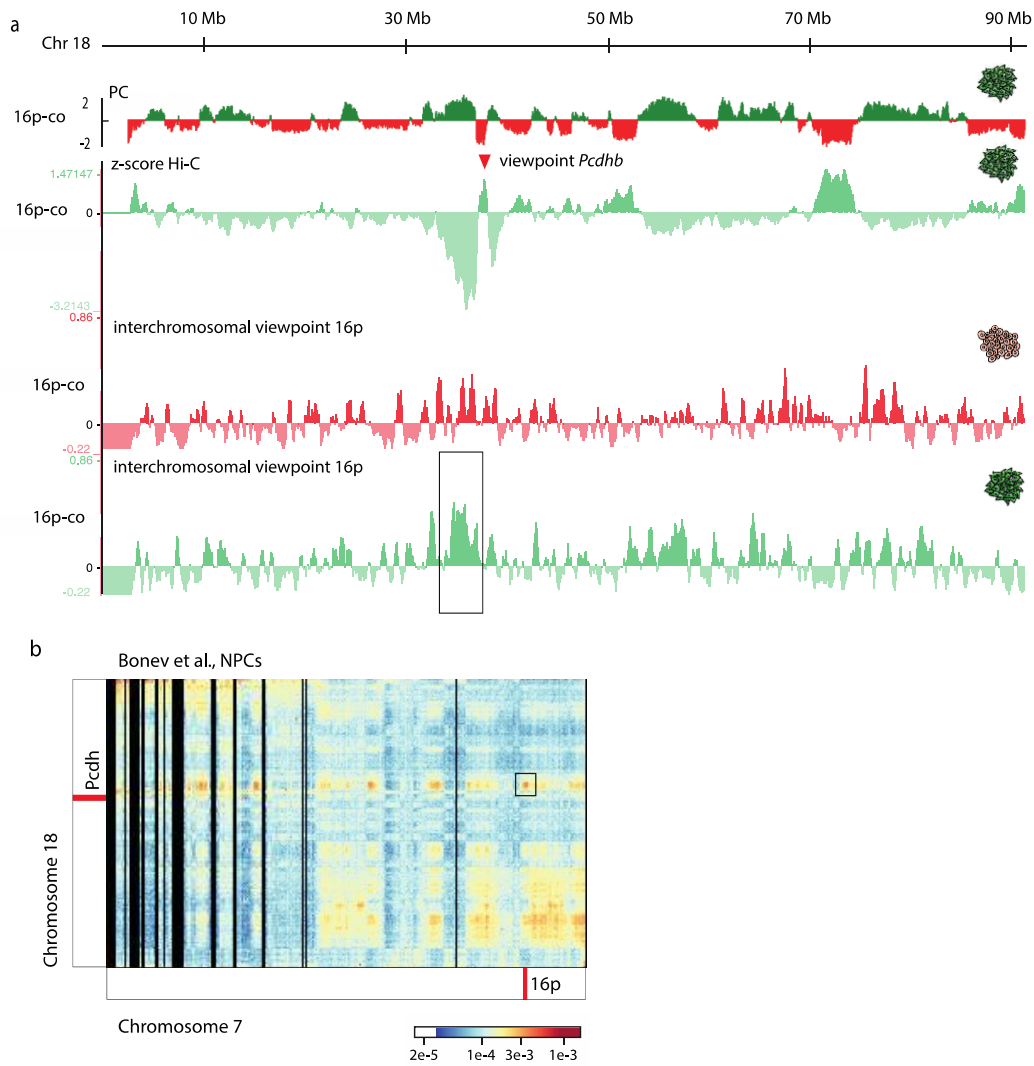 a
10 Mb 30 Mb 50 Mb 70 Mb 90 Mb
Chr 18
PC
2
16p-co
-2
z-score Hi-C
viewpoint Pcdhb
1.47147
16p-co
0
-3.2143
0.86
interchromosomal viewpoint 16p
16p-co
0
-0.22
0.86
interchromosomal viewpoint 16p
16p-co
0
-0.22
b
Bonev et al., NPCs
Pcdh
Chromosome 18
16p
Chromosome 7
2e-5 1e-4 3e-3 1e-3